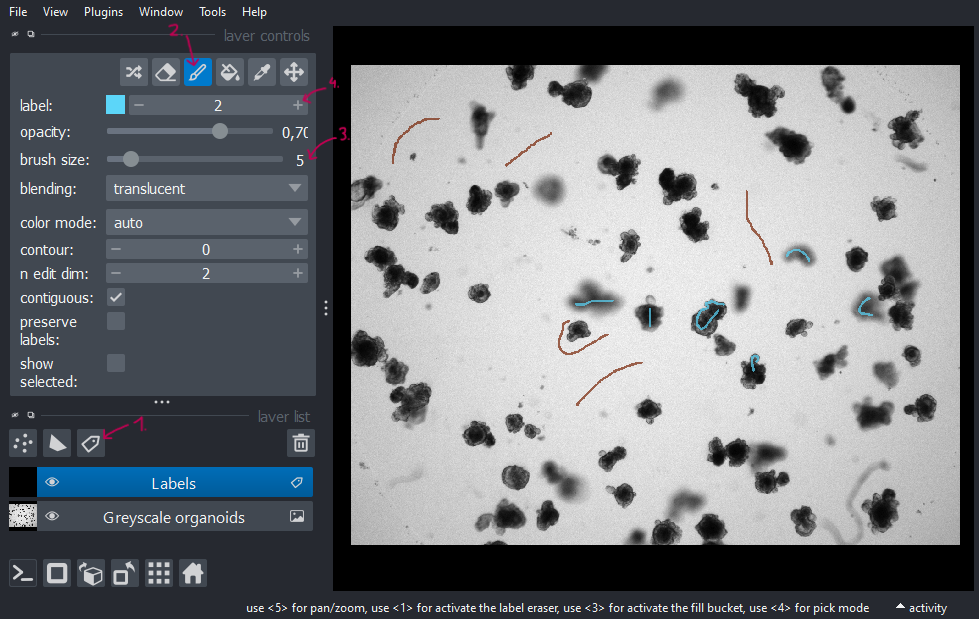 File View Plugins Window Tools Help
layer controls
2
label: 2
4.
opacity: 0,70
brush size: 5
3.
blending: translucent
color mode: auto
contour: 0
n edit dim: 2
contiguous:
preserve
labels:
show
selected:
layer list
1.
Labels
Greyscale organoids
use <5> for pan/zoom, use <1> for activate the label eraser, use <3> for activate the fill bucket, use <4> for pick mode
activity